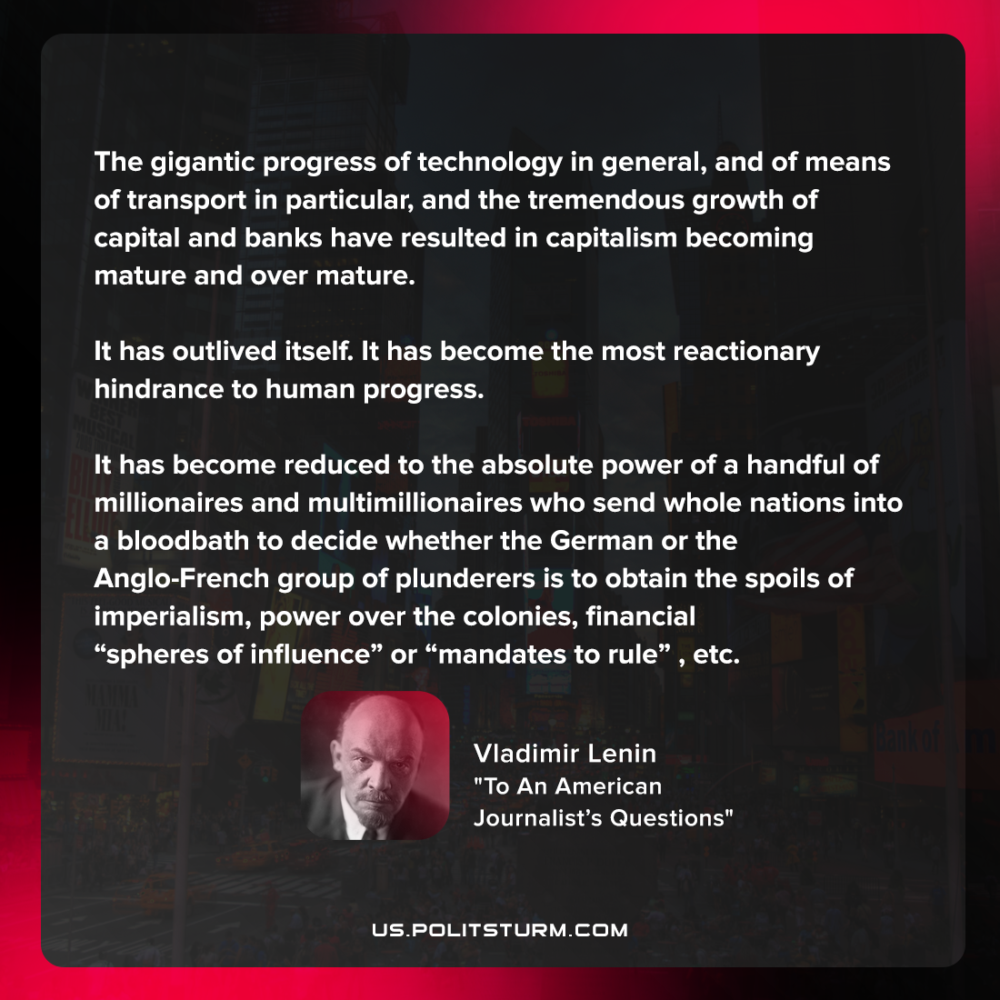 The gigantic progress of technology in general, and of means
of transport in particular, and the tremendous growth of
capital and banks have resulted in capitalism becoming
mature and over mature.
It has outlived itself. It has become the most reactionary
hindrance to human progress.
It has become reduced to the absolute power of a handful of
millionaires and multimillionaires who send whole nations into
a bloodbath to decide whether the German or the
Anglo-French group of plunderers is to obtain the spoils of
imperialism, power over the colonies, financial
“spheres of influence” or “mandates to rule” , etc.
Vladimir Lenin
"To An American
Journalist’s Questions"
Bank of
US.POLITSTURM.COM